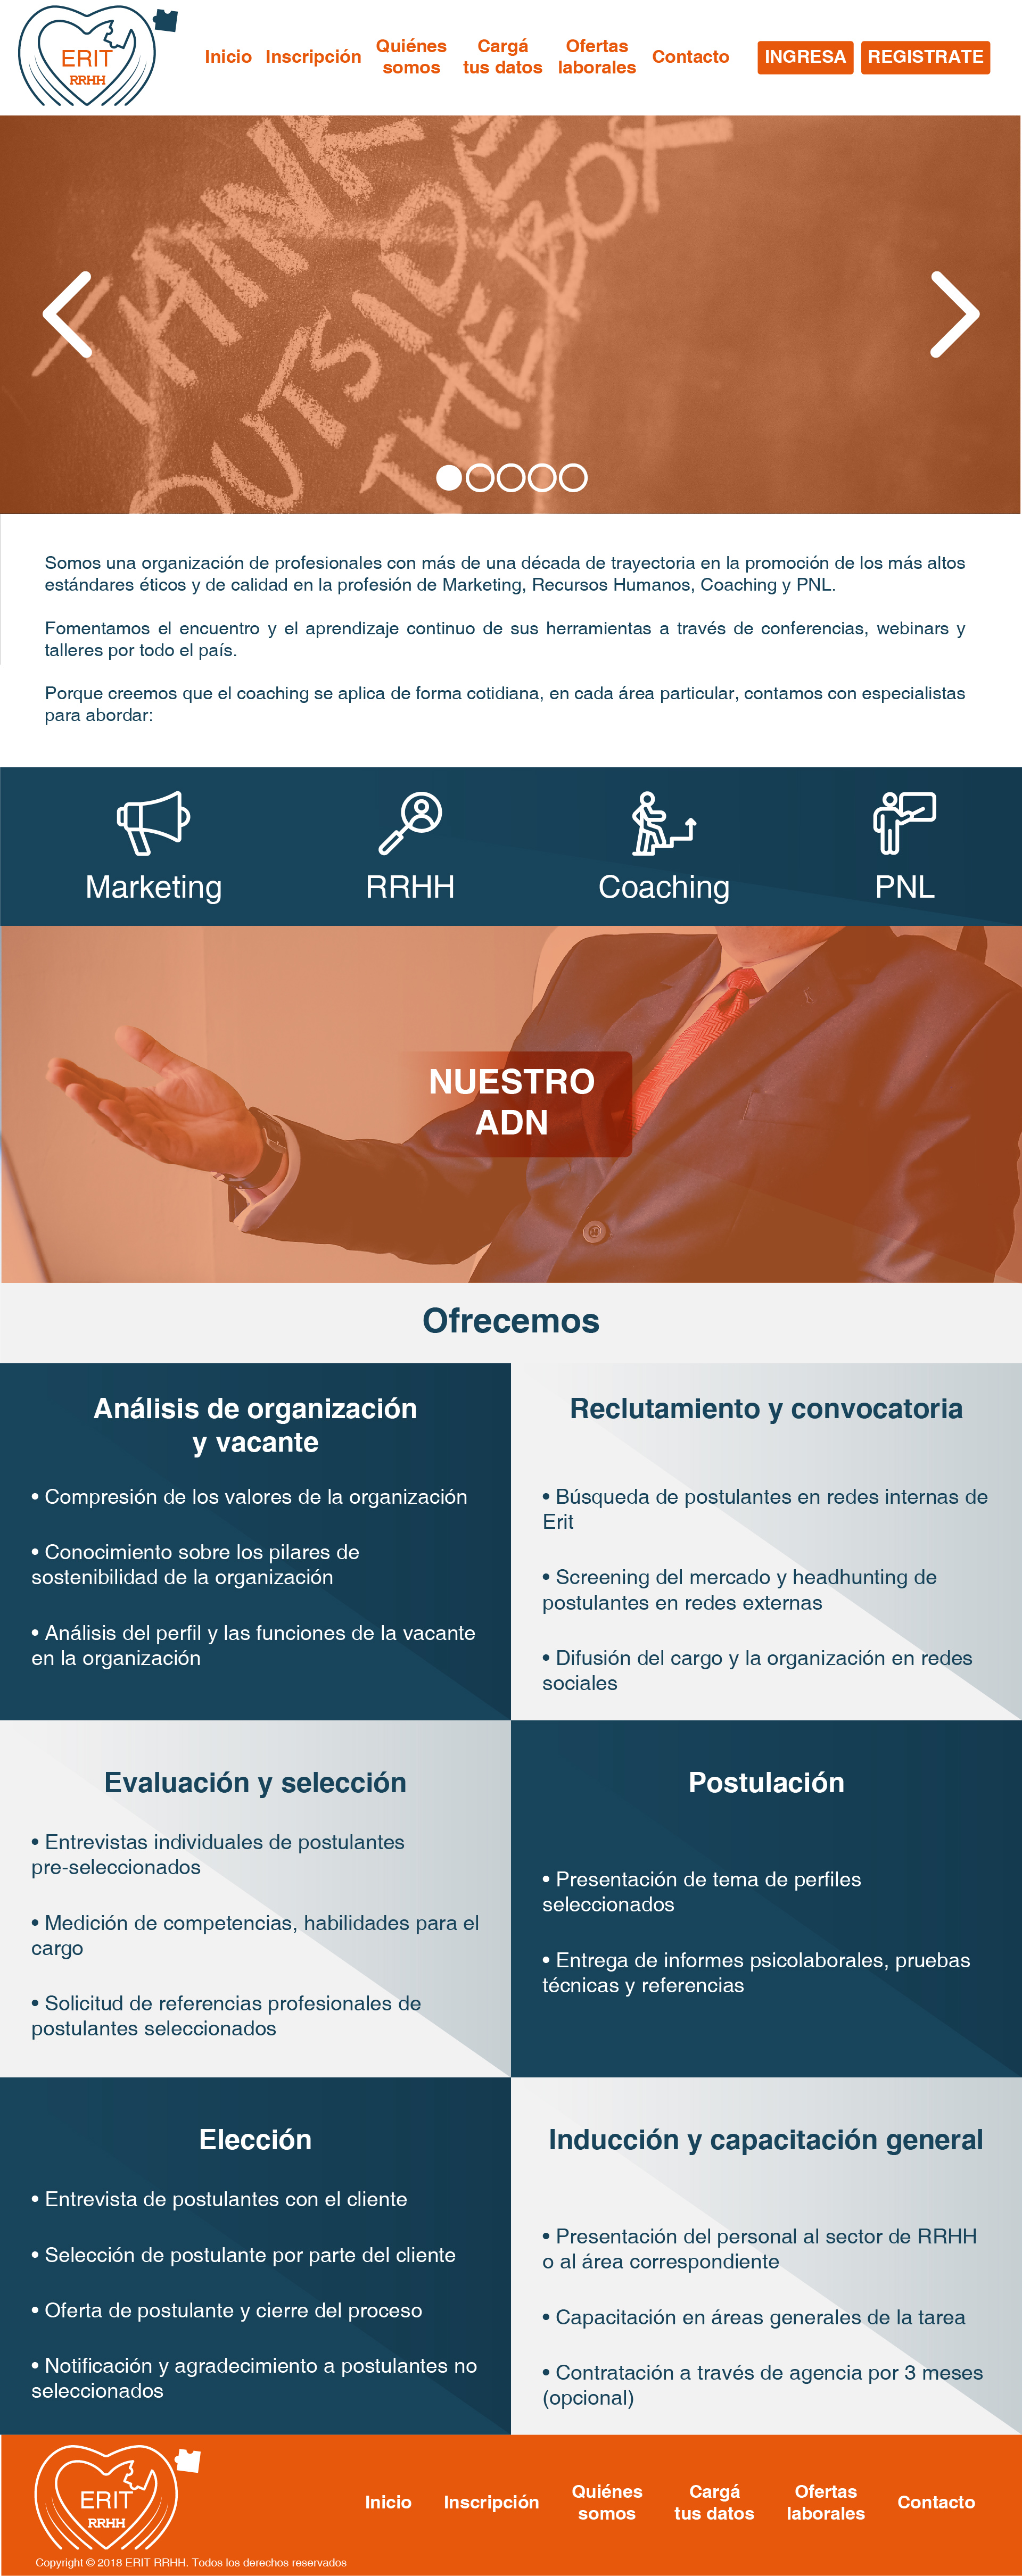 ERIT
RRHH
Inicio
Inscripción
Quiénes
somos
Cargá
tus datos
Ofertas
laborales
Contacto
INGRESA
REGISTRATE
THINK
OUTSIDE
THE BOX
Somos una organización de profesionales con más de una década de trayectoria en la promoción de los más altos
estándares éticos y de calidad en la profesión de Marketing, Recursos Humanos, Coaching y PNL.
Fomentamos el encuentro y el aprendizaje continuo de sus herramientas a través de conferencias, webinars y
talleres por todo el país.
Porque creemos que el coaching se aplica de forma cotidiana, en cada área particular, contamos con especialistas
para abordar:
Marketing
RRHH
Coaching
PNL
NUESTRO
ADN
Ofrecemos
Análisis de organización
y vacante
• Compresión de los valores de la organización
• Conocimiento sobre los pilares de
sostenibilidad de la organización
• Análisis del perfil y las funciones de la vacante
en la organización
Reclutamiento y convocatoria
• Búsqueda de postulantes en redes internas de
Erit
• Screening del mercado y headhunting de
postulantes en redes externas
• Difusión del cargo y la organización en redes
sociales
Evaluación y selección
• Entrevistas individuales de postulantes
pre-seleccionados
• Medición de competencias, habilidades para el
cargo
• Solicitud de referencias profesionales de
postulantes seleccionados
Postulación
• Presentación de tema de perfiles
seleccionados
• Entrega de informes psicolaborales, pruebas
técnicas y referencias
Elección
• Entrevista de postulantes con el cliente
• Selección de postulante por parte del cliente
• Oferta de postulante y cierre del proceso
• Notificación y agradecimiento a postulantes no
seleccionados
Inducción y capacitación general
• Presentación del personal al sector de RRHH
o al área correspondiente
• Capacitación en áreas generales de la tarea
• Contratación a través de agencia por 3 meses
(opcional)
ERIT
RRHH
Copyright © 2018 ERIT RRHH. Todos los derechos reservados
Inicio
Inscripción
Quiénes
somos
Cargá
tus datos
Ofertas
laborales
Contacto